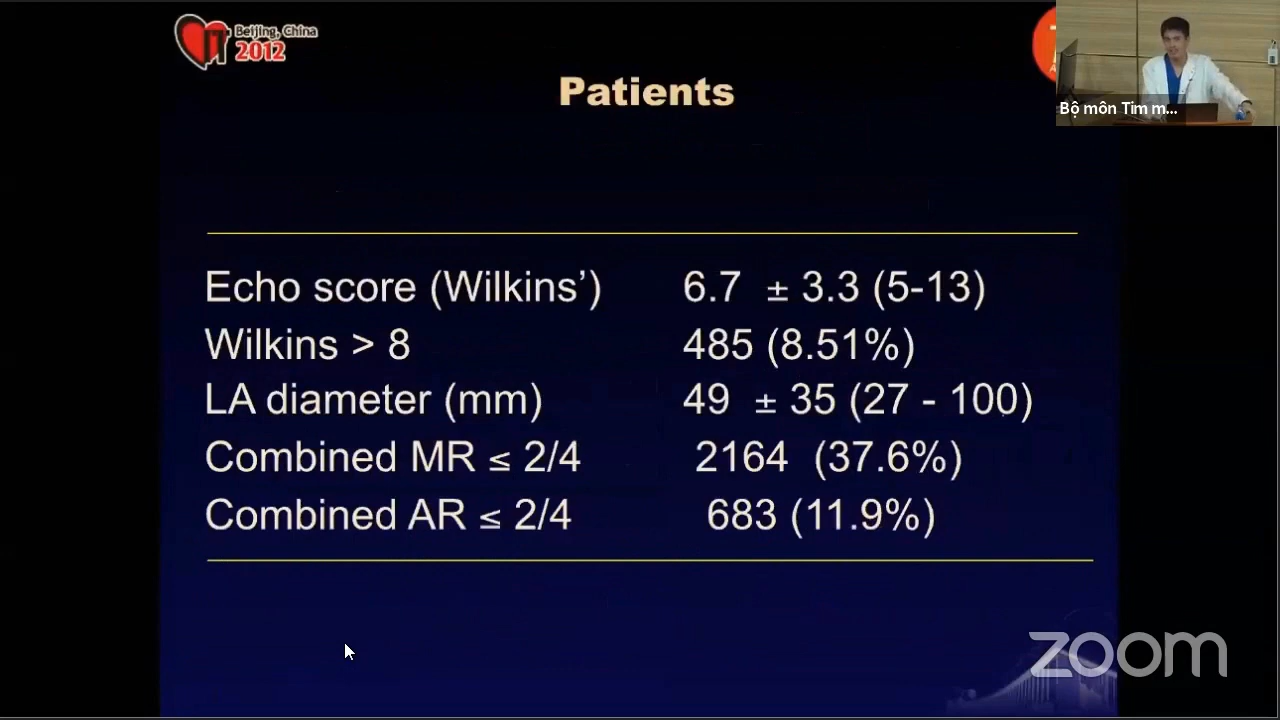 Beijing, China
IT
2012
Bộ môn Tim m...
Patients
Echo score (Wilkins’) 6.7 ± 3.3 (5-13)
Wilkins > 8 485 (8.51%)
LA diameter (mm) 49 ± 35 (27 - 100)
Combined MR ≤ 2/4 2164 (37.6%)
Combined AR ≤ 2/4 683 (11.9%)
zoom